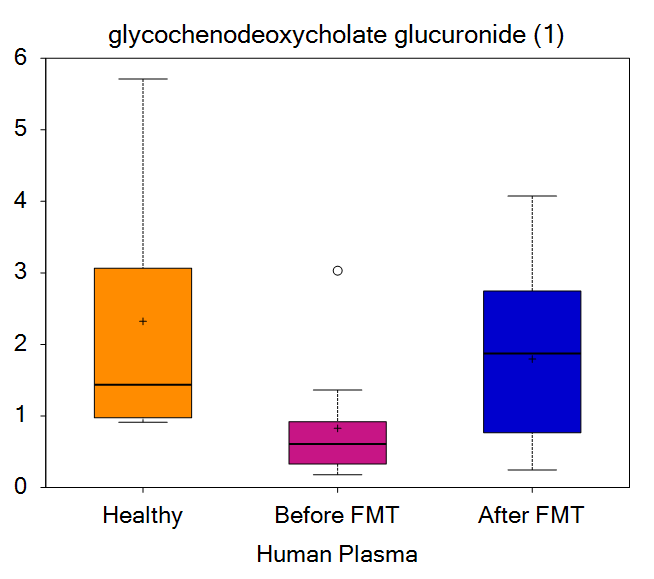 glycochenodeoxycholate glucuronide (1)
6
5
4
3
2
1
0
Healthy Before FMT After FMT
Human Plasma